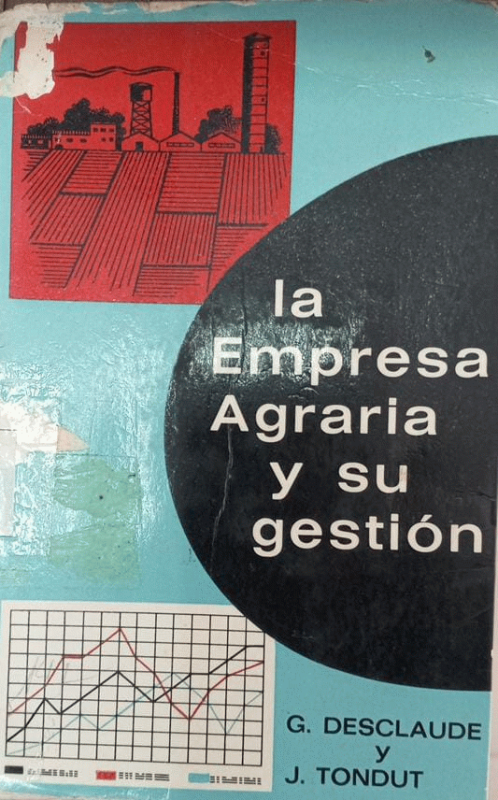 la
Empresa
Agraria
y su
gestión
G. DESCLAUDE
y
J. TONDUT